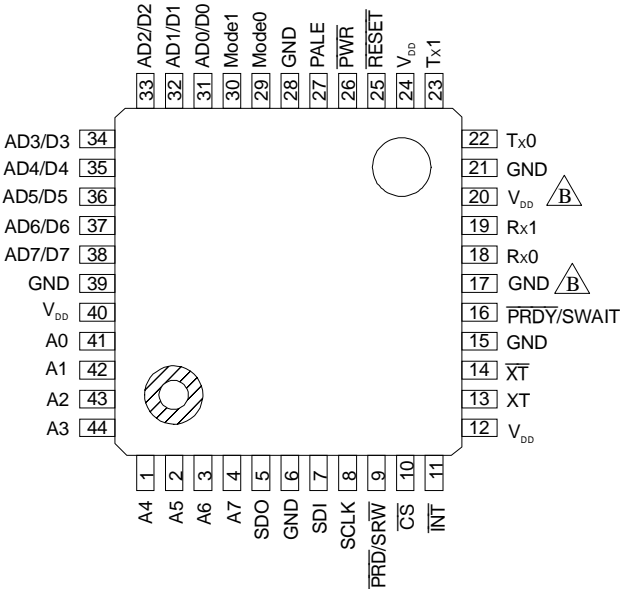 AD2/D2
AD1/D1
AD0/D0
Mode1
Mode0
GND
PALE
PWR
RESET
VDD
Tx1
33
32
31
30
29
28
27
26
25
24
23
AD3/D3 34
AD4/D4 35
AD5/D5 36
AD6/D6 37
AD7/D7 38
GND 39
VDD 40
A0 41
A1 42
A2 43
A3 44
22 Tx0
21 GND
20 VDD B
19 Rx1
18 Rx0
17 GND B
16 PRDY/SWAIT
15 GND
14 XT
13 XT
12 VDD
1
2
3
4
5
6
7
8
9
10
11
A4
A5
A6
A7
SDO
GND
SDI
SCLK
PRD/SRW
CS
INT